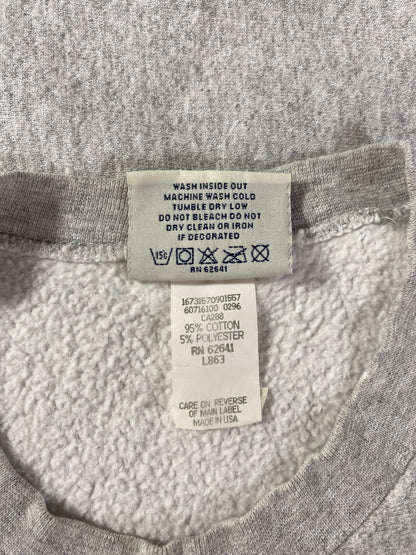 WASH INSIDE OUT
MACHINE WASH COLD
TUMBLE DRY LOW
DO NOT BLEACH DO NOT
DRY CLEAN OR IRON
IF DECORATED
15c
RN 62641
16731570901557
60716100 0296
CA288
95% COTTON
5% POLYESTER
RN 62641
L863
CARE ON REVERSE
OF MAIN LABEL
MADE IN USA